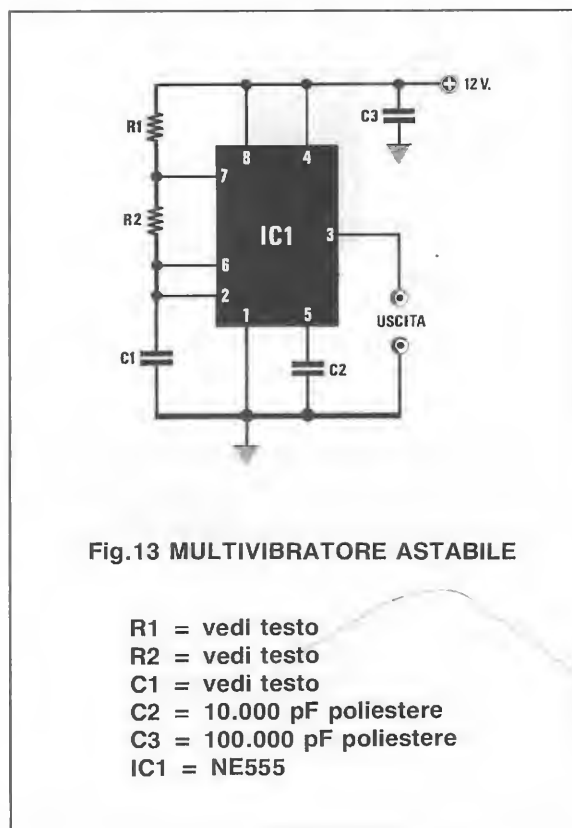 12 V.
R1
C3
8
4
7
R2
IC1
3
6
2
1
5
USCITA
C1
C2
Fig.13 MULTIVIBRATORE ASTABILE
R1 = vedi testo
R2 = vedi testo
C1 = vedi testo
C2 = 10.000 pF poliestere
C3 = 100.000 pF poliestere
IC1 = NE555